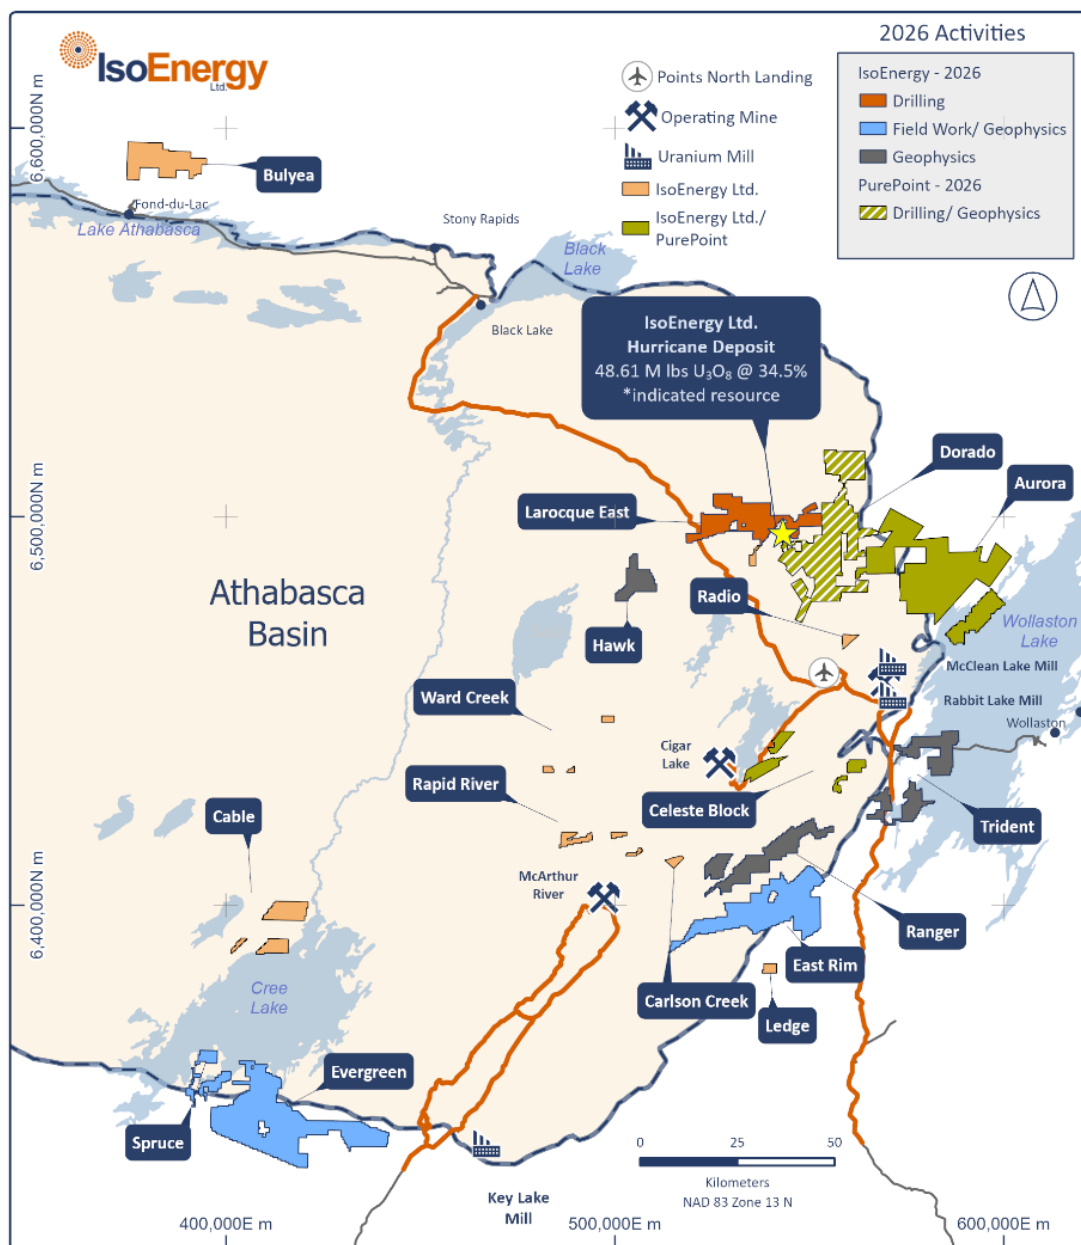 IsoEnergy
Ltd.
2026 Activities
IsoEnergy - 2026
Drilling
Field Work/ Geophysics
Geophysics
PurePoint - 2026
Drilling/ Geophysics
Points North Landing
Operating Mine
Uranium Mill
IsoEnergy Ltd.
IsoEnergy Ltd./
PurePoint
6,600,000N m
Bulyea
Fond-du-Lac
Lake Athabasca
Stony Rapids
Black
Lake
Black Lake
IsoEnergy Ltd.
Hurricane Deposit
48.61 M lbs U₃O₈ @ 34.5%
*indicated resource
Dorado
Aurora
Larocque East
6,500,000N m
Athabasca
Basin
Hawk
Radio
Wollaston
Lake
McClean Lake Mill
Rabbit Lake Mill
Wollaston
Ward Creek
Cigar
Lake
Rapid River
Celeste Block
Trident
Cable
McArthur
River
6,400,000N m
Ranger
East Rim
Carlson Creek
Ledge
Cree
Lake
Evergreen
Spruce
Key Lake
Mill
0 25 50
Kilometers
NAD 83 Zone 13 N
400,000E m
500,000E m
600,000E m